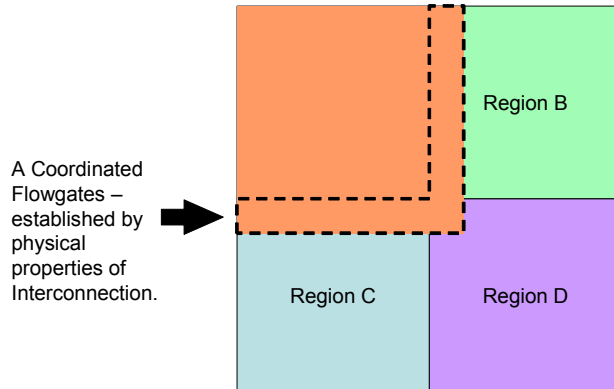 Region B
A Coordinated
Flowgates –
established by
physical
properties of
Interconnection.
Region C
Region D